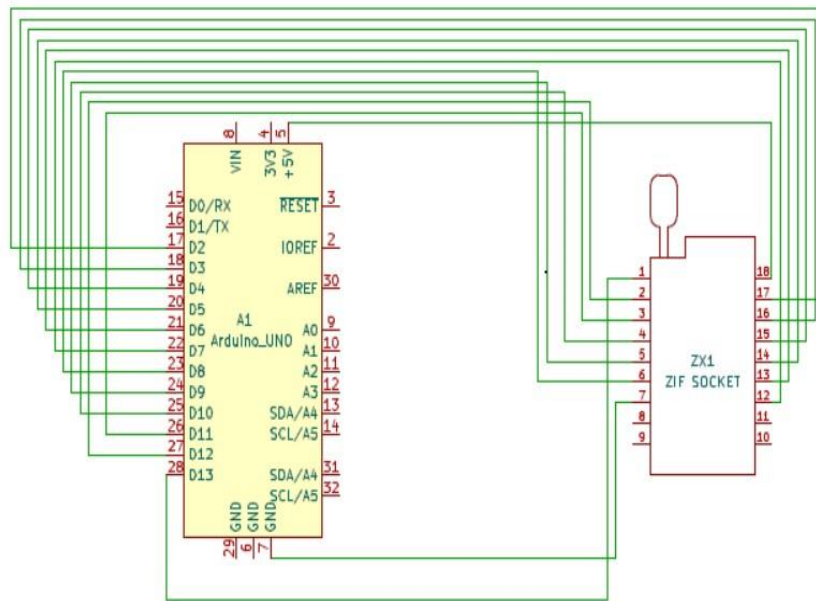 8
4
5
VIN
3V3
+5V
15 D0/RX
RESET 3
16 D1/TX
17 D2
IOREF 2
18 D3
19 D4
AREF 30
20 D5
21 D6
A0 9
A1
Arduino_UNO
22 D7
A1 10
23 D8
A2 11
24 D9
A3 12
25 D10
SDA/A4 13
26 D11
SCL/A5 14
27 D12
28 D13
SDA/A4 31
SCL/A5 32
GND
GND
GND
29
6
7
1
18
2
17
3
16
4
15
5
14
ZX1
ZIF SOCKET
6
13
7
12
8
11
9
10